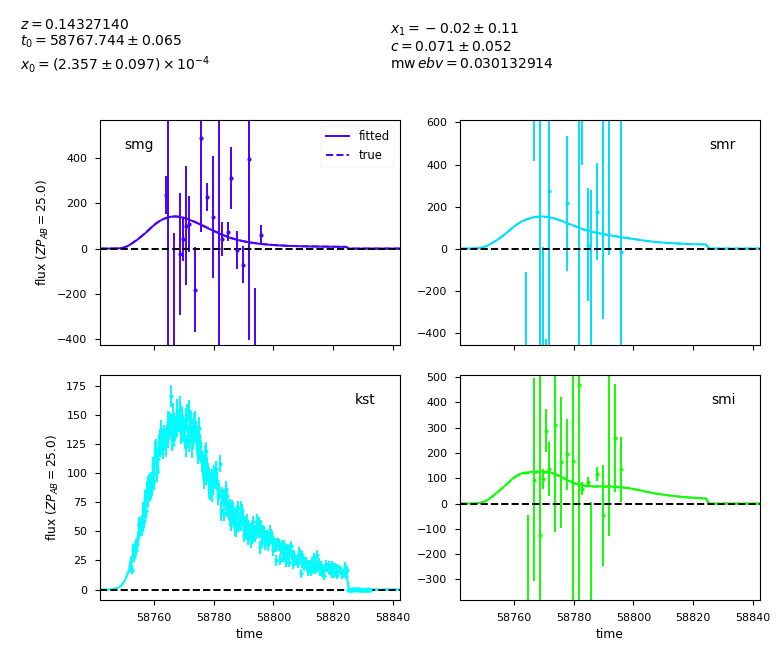 z = 0.14327140
t₀ = 58767.744 ± 0.065
x₀ = (2.357 ± 0.097) × 10⁻⁴
x₁ = −0.02 ± 0.11
c = 0.071 ± 0.052
mw ebv = 0.030132914
smg
fitted
true
400
200
0
−200
−400
flux (ZP_AB = 25.0)
smr
600
400
200
0
−200
−400
kst
175
150
125
100
75
50
25
0
flux (ZP_AB = 25.0)
58760 58780 58800 58820 58840
time
smi
500
400
300
200
100
0
−100
−200
−300
58760 58780 58800 58820 58840
time